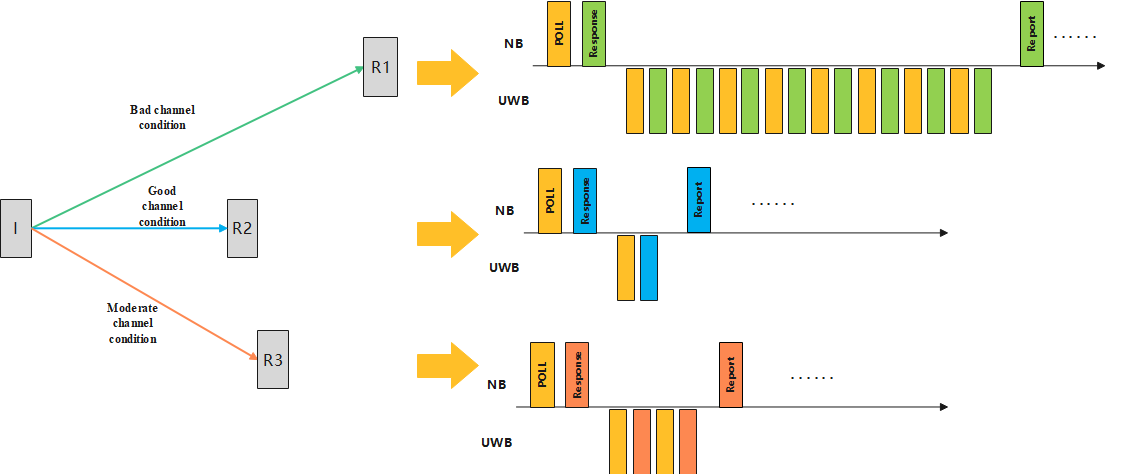 I
Bad channel
condition
R1
Good
channel
condition
R2
Moderate
channel
condition
R3
NB
POLL
Response
Report
......
UWB
NB
POLL
Response
Report
......
UWB
NB
POLL
Response
Report
......
UWB